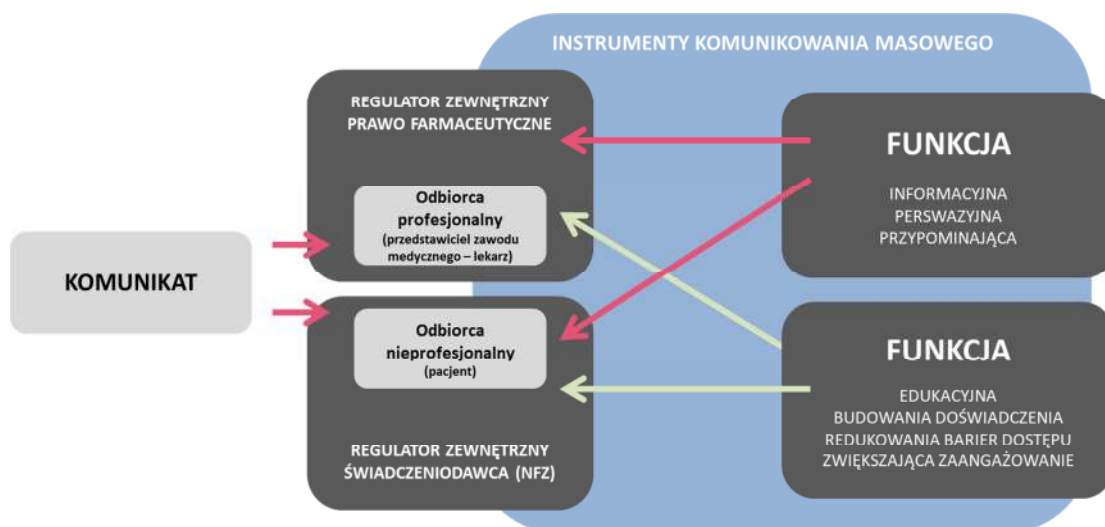 INSTRUMENTY KOMUNIKOWANIA MASOWEGO
REGULATOR ZEWNĘTRZNY
PRAWO FARMACEUTYCZNE
Odbiorca
profesjonalny
(przedstawiciel zawodu
medycznego – lekarz)
KOMUNIKAT
Odbiorca
nieprofesjonalny
(pacjent)
REGULATOR ZEWNĘTRZNY
ŚWIADCZENIODAWCA (NFZ)
FUNKCJA
INFORMACYJNA
PERSWAZYJNA
PRZYPOMINAJĄCA
FUNKCJA
EDUKACYJNA
BUDOWANIA DOŚWIADCZENIA
REDUKOWANIA BARIER DOSTĘPU
ZWIĘKSZAJĄCA ZAANGAŻOWANIE